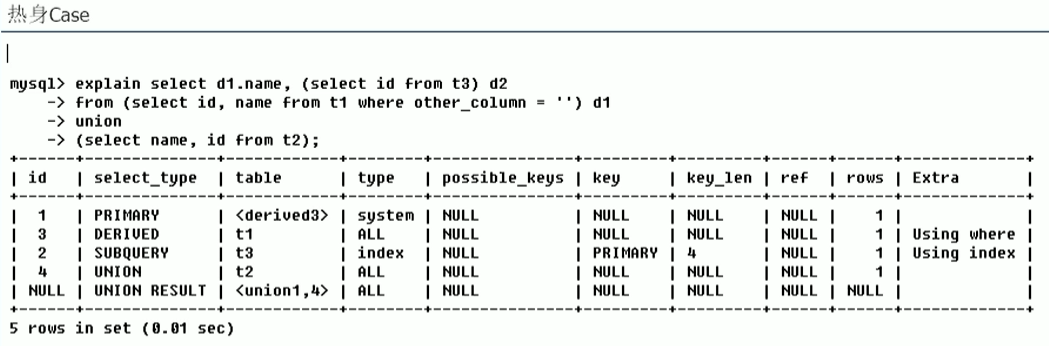 热身Case
mysql> explain select d1.name, (select id from t3) d2
-> from (select id, name from t1 where other_column = '') d1
-> union
-> (select name, id from t2);
+------+--------------+------------+--------+---------------+---------+---------+------+------+-------------+
| id | select_type | table | type | possible_keys | key | key_len | ref | rows | Extra |
+------+--------------+------------+--------+---------------+---------+---------+------+------+-------------+
| 1 | PRIMARY | <derived3> | system | NULL | NULL | NULL | NULL | 1 | |
| 3 | DERIVED | t1 | ALL | NULL | NULL | NULL | NULL | 1 | Using where |
| 2 | SUBQUERY | t3 | index | NULL | PRIMARY | 4 | NULL | 1 | Using index |
| 4 | UNION | t2 | ALL | NULL | NULL | NULL | NULL | 1 | |
| NULL | UNION RESULT | <union1,4> | ALL | NULL | NULL | NULL | NULL | NULL | |
+------+--------------+------------+--------+---------------+---------+---------+------+------+-------------+
5 rows in set (0.01 sec)